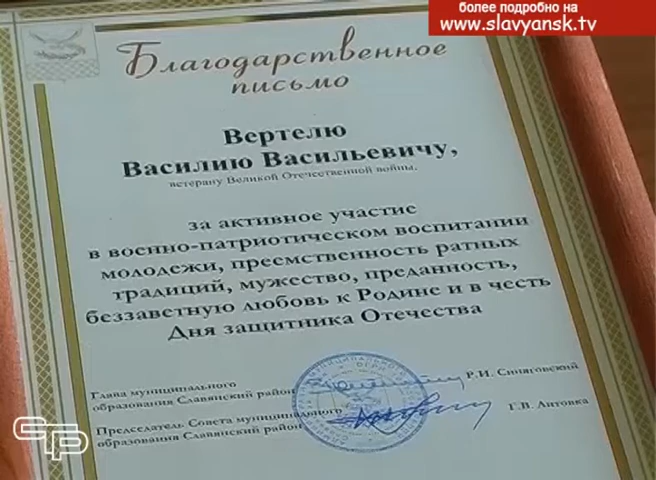 более подробно на
www.slavyansk.tv
Благодарственное
письмо
Вертелю
Василию Васильевичу,
ветерану Великой Отечественной войны,
за активное участие
в военно-патриотическом воспитании
молодежи, преемственность ратных
традиций, мужество, преданность,
беззаветную любовь к Родине и в честь
Дня защитника Отечества
Глава муниципального
образования Славянский район
Р.И. Синяговский
Председатель Совета муниципального
образования Славянский район
Г.В. Литовка
СТР